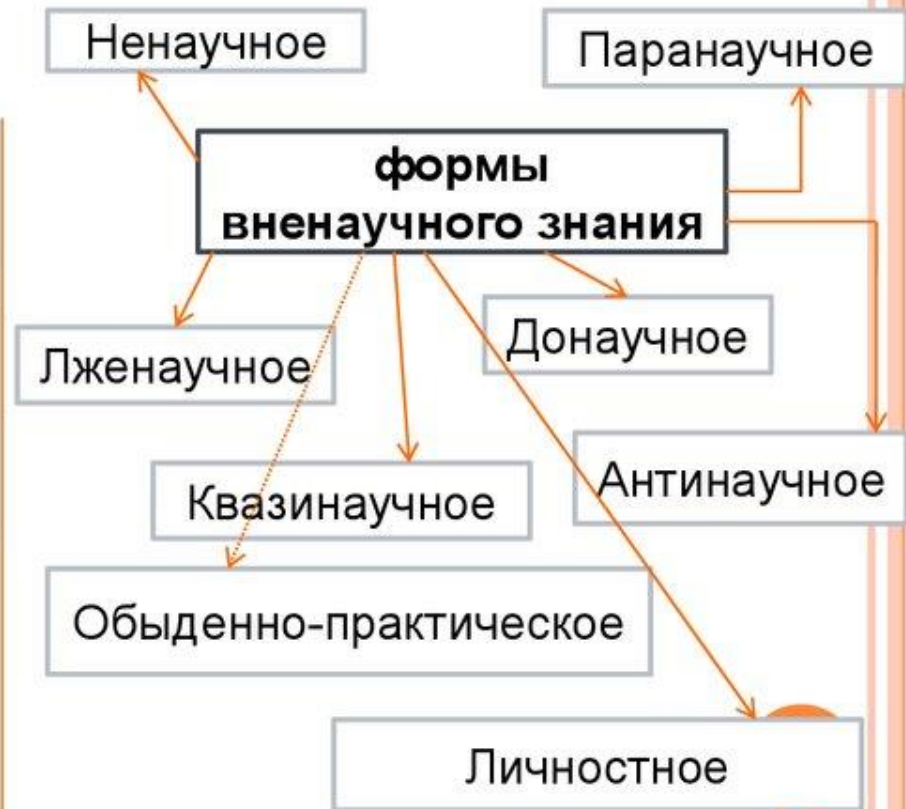 Ненаучное
Паранаучное
формы
вненаучного знания
Лженаучное
Донаучное
Квазинаучное
Антинаучное
Обыденно-практическое
Личностное